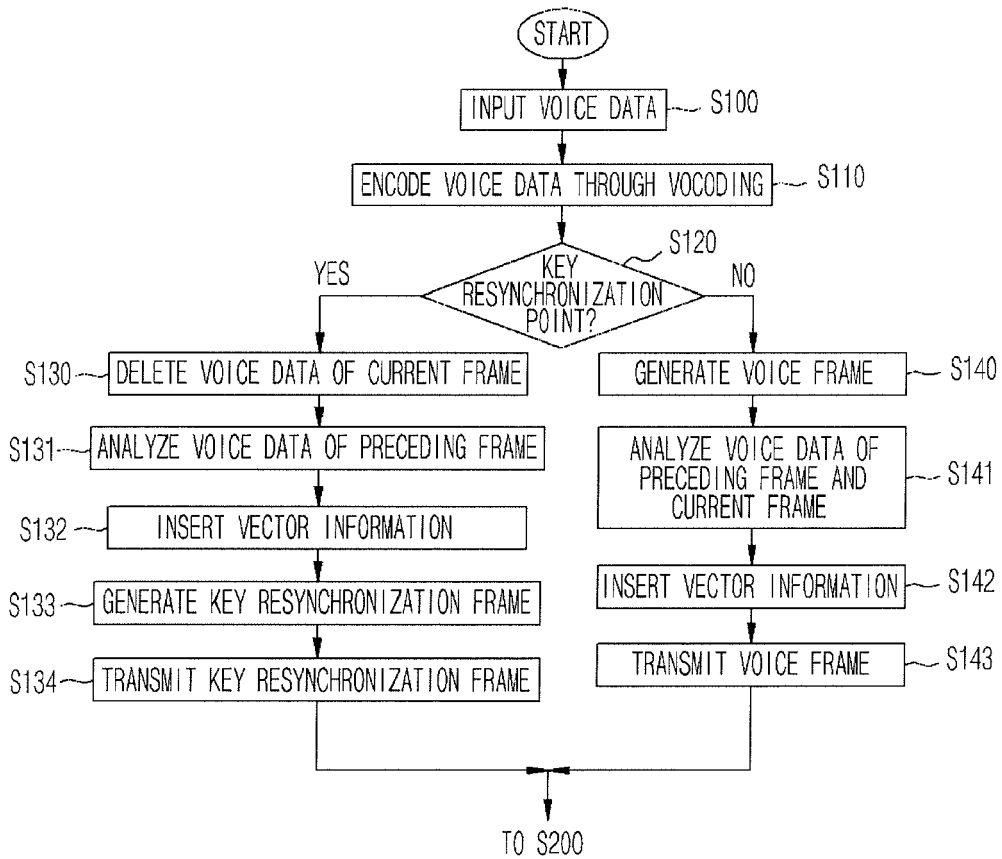 START
INPUT VOICE DATA
S100
ENCODE VOICE DATA THROUGH VOCODING
S110
S120
KEY
RESYNCHRONIZATION
POINT?
YES
NO
S130
DELETE VOICE DATA OF CURRENT FRAME
S131
ANALYZE VOICE DATA OF PRECEDING FRAME
S132
INSERT VECTOR INFORMATION
S133
GENERATE KEY RESYNCHRONIZATION FRAME
S134
TRANSMIT KEY RESYNCHRONIZATION FRAME
GENERATE VOICE FRAME
S140
ANALYZE VOICE DATA OF
PRECEDING FRAME AND
CURRENT FRAME
S141
INSERT VECTOR INFORMATION
S142
TRANSMIT VOICE FRAME
S143
TO S200